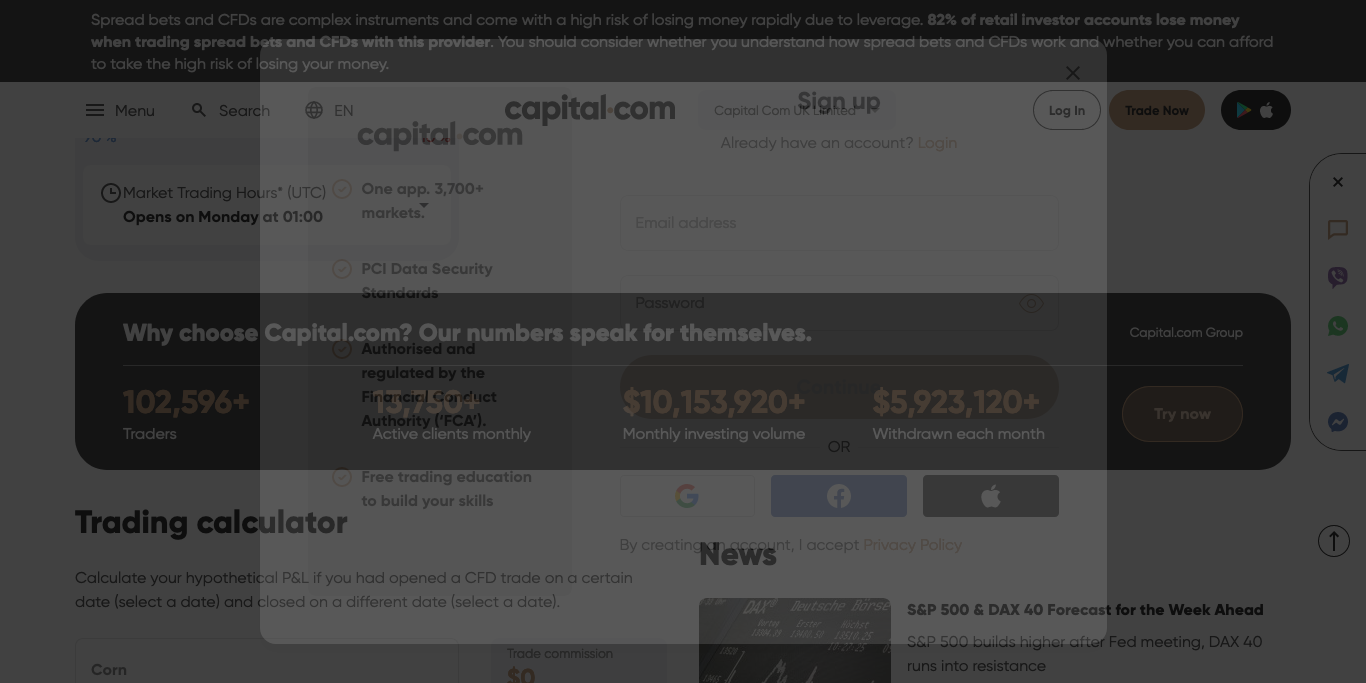 Spread bets and CFDs are complex instruments and come with a high risk of losing money rapidly due to leverage. 82% of retail investor accounts lose money
when trading spread bets and CFDs with this provider. You should consider whether you understand how spread bets and CFDs work and whether you can afford
to take the high risk of losing your money.
Menu
Search
EN
capital.com
Capital Com UK Limited
Log In
Trade Now
Market Trading Hours* (UTC)
Opens on Monday at 01:00
capital.com
One app. 3,700+
markets.
PCI Data Security
Standards
Authorised and
regulated by the
Financial Conduct
Authority ('FCA').
Free trading education
to build your skills
Sign up
Already have an account? Login
Email address
Password
Continue
OR
By creating an account, I accept Privacy Policy
Why choose Capital.com? Our numbers speak for themselves.
Capital.com Group
102,596+
Traders
15,750+
Active clients monthly
$10,153,920+
Monthly investing volume
$5,923,120+
Withdrawn each month
Try now
Trading calculator
Calculate your hypothetical P&L if you had opened a CFD trade on a certain
date (select a date) and closed on a different date (select a date).
Corn
Trade commission
$0
News
DAX Deutsche Börse
S&P 500 & DAX 40 Forecast for the Week Ahead
S&P 500 builds higher after Fed meeting, DAX 40
runs into resistance